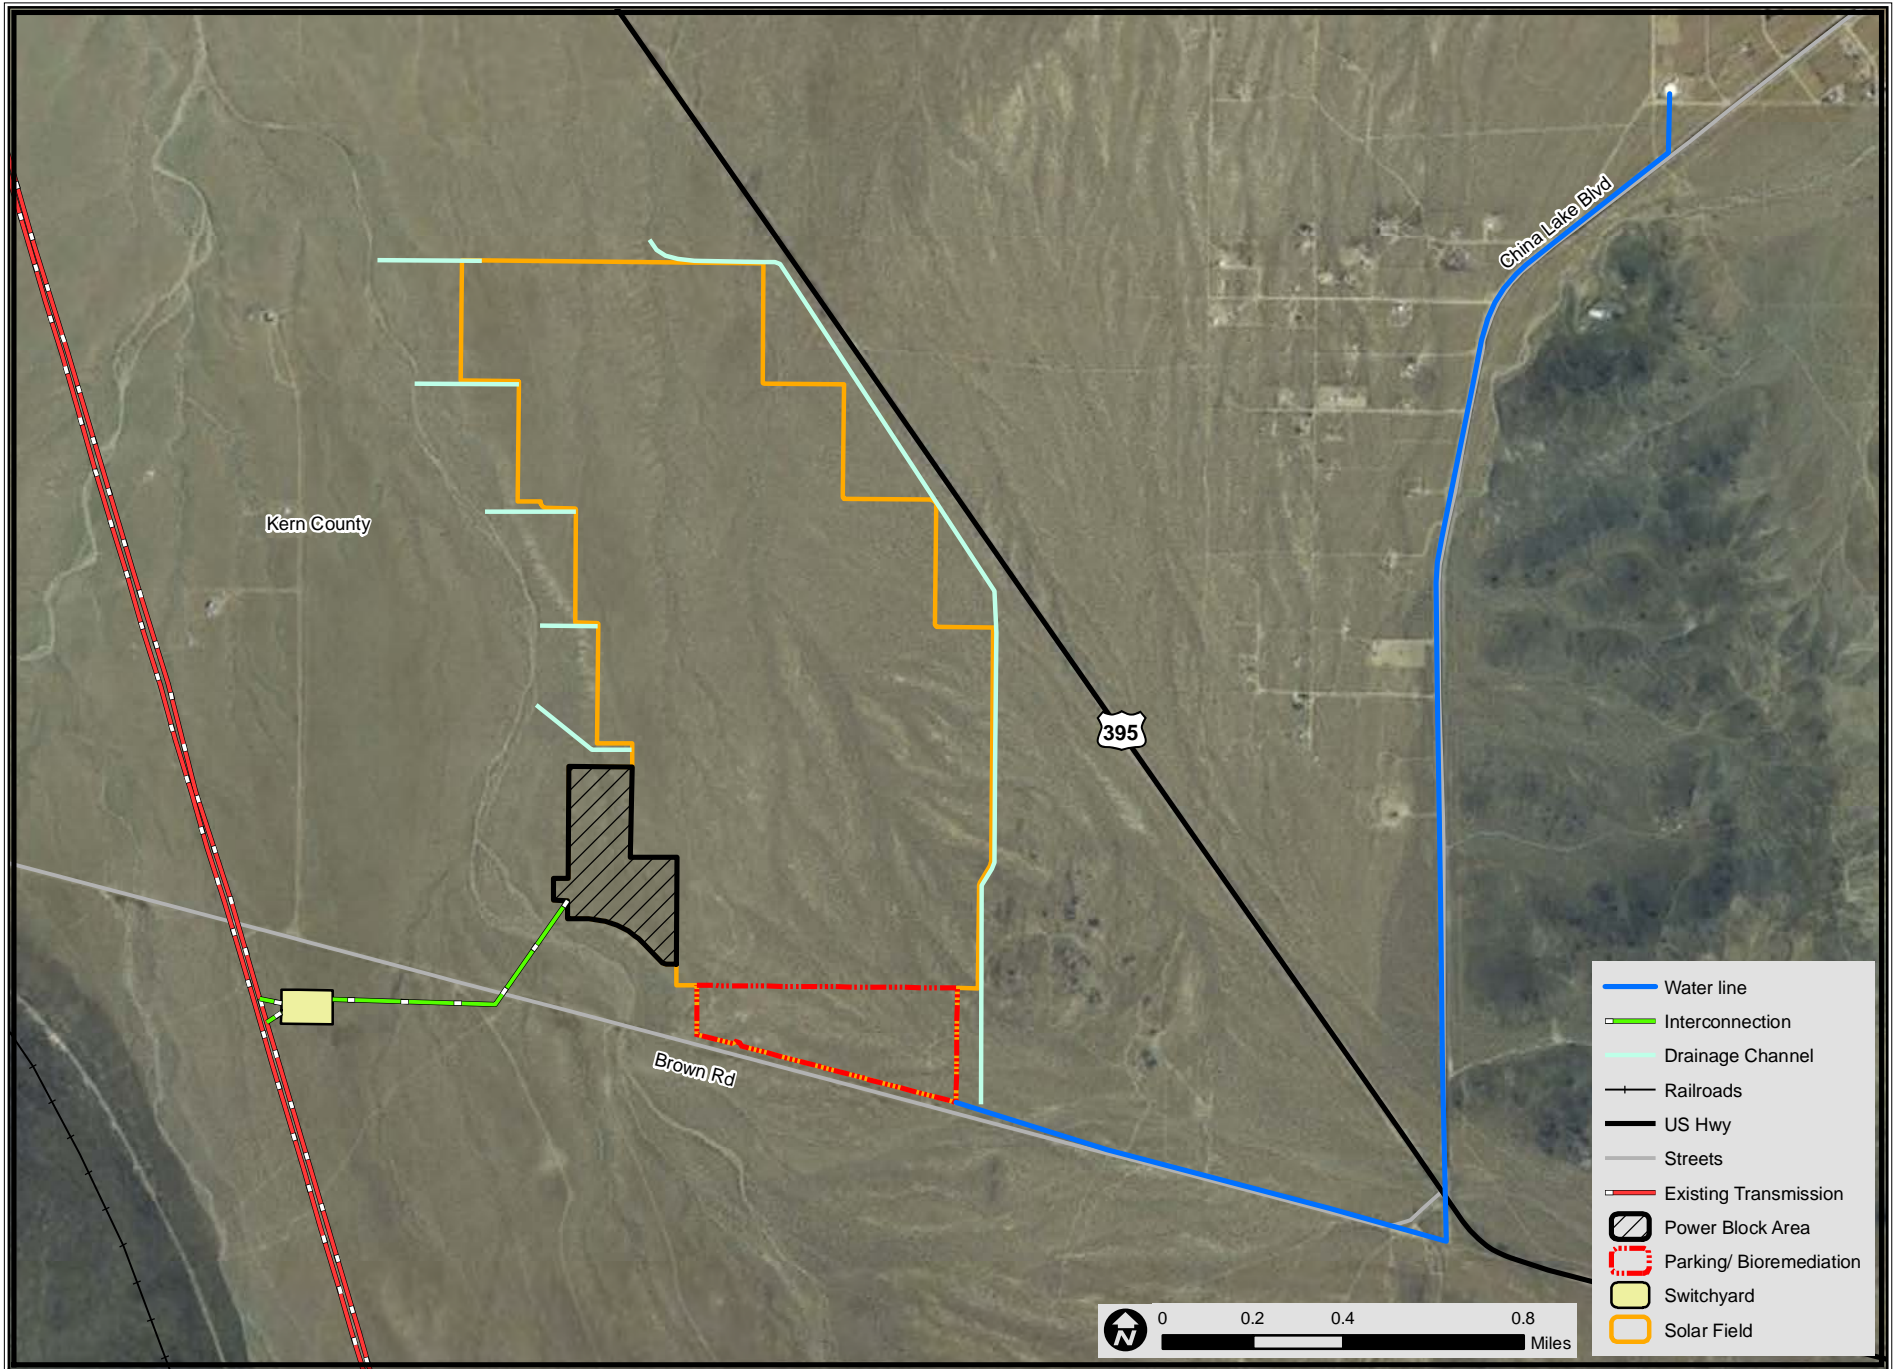 China Lake Blvd
Kern County
395
Brown Rd
Water line
Interconnection
Drainage Channel
Railroads
US Hwy
Streets
Existing Transmission
Power Block Area
Parking/ Bioremediation
Switchyard
Solar Field
N
0 0.2 0.4 0.8
Miles